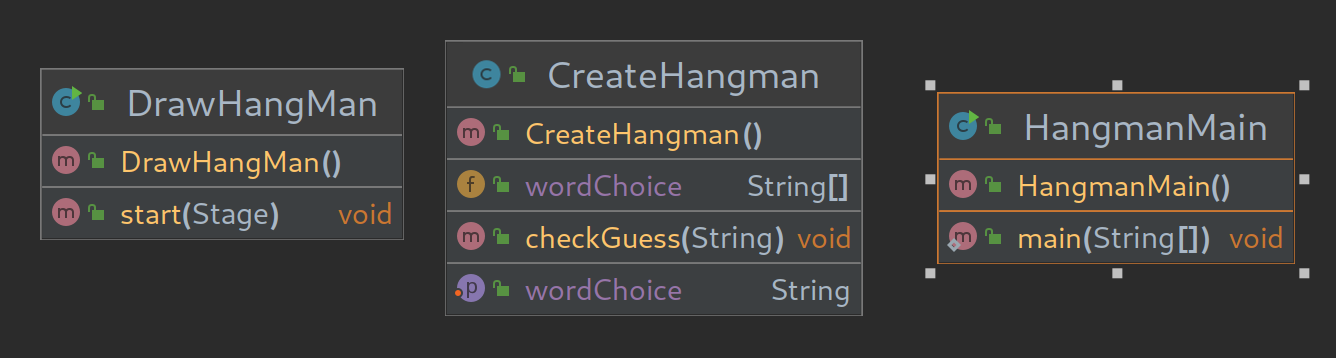 DrawHangMan
DrawHangMan()
start(Stage) void
CreateHangman
CreateHangman()
wordChoice String[]
checkGuess(String) void
wordChoice String
HangmanMain
HangmanMain()
main(String[]) void